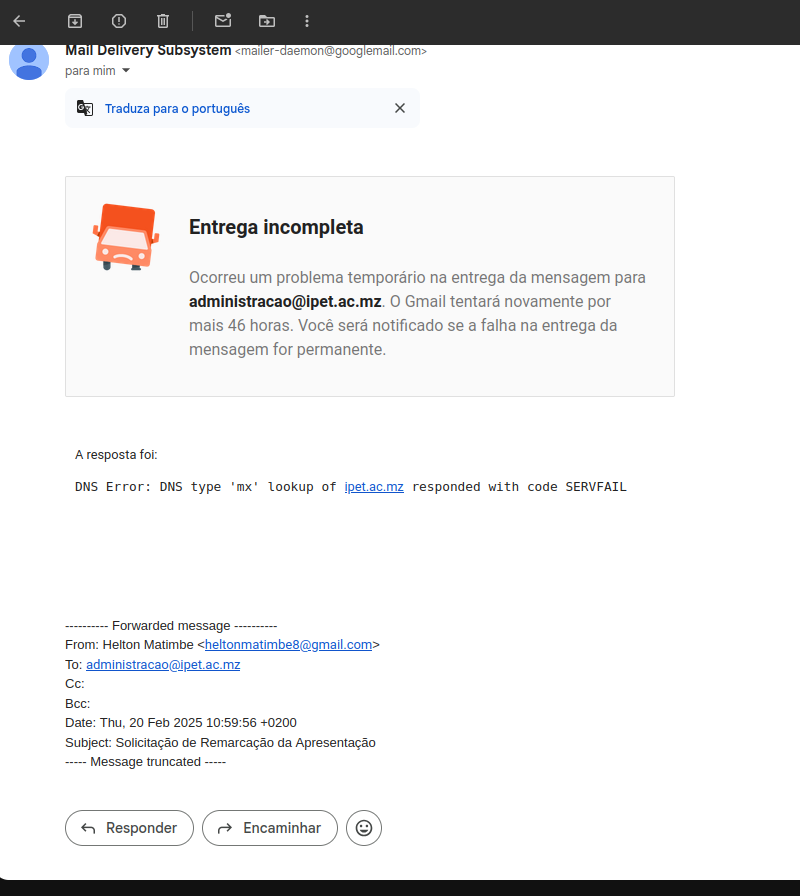 Mail Delivery Subsystem <mailer-daemon@googlemail.com>
para mim
Traduza para o português
Entrega incompleta
Ocorreu um problema temporário na entrega da mensagem para
administracao@ipet.ac.mz. O Gmail tentará novamente por
mais 46 horas. Você será notificado se a falha na entrega da
mensagem for permanente.
A resposta foi:
DNS Error: DNS type 'mx' lookup of ipet.ac.mz responded with code SERVFAIL
---------- Forwarded message ----------
From: Helton Matimbe <heltonmatimbe8@gmail.com>
To: administracao@ipet.ac.mz
Cc:
Bcc:
Date: Thu, 20 Feb 2025 10:59:56 +0200
Subject: Solicitação de Remarcação da Apresentação
----- Message truncated -----
Responder
Encaminhar